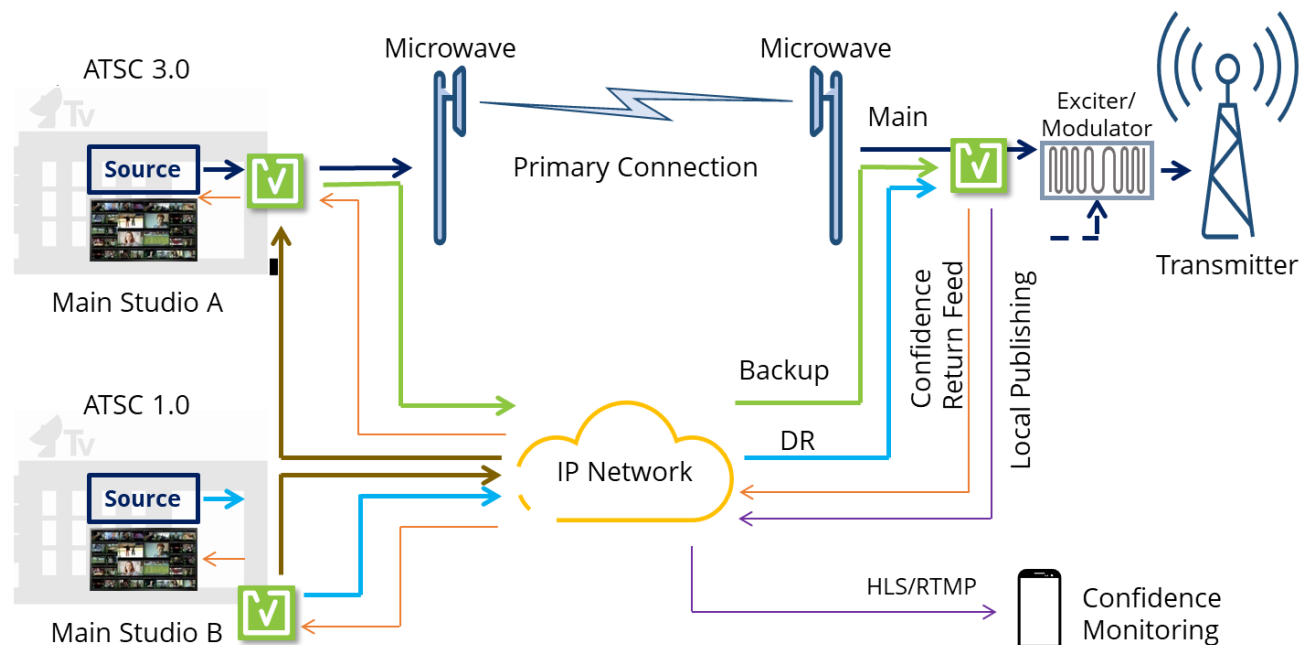 ATSC 3.0
Tv
Source
Main Studio A
Microwave
Microwave
Primary Connection
Main
Exciter/
Modulator
Transmitter
ATSC 1.0
Tv
Source
Main Studio B
Backup
DR
IP Network
Confidence
Return Feed
Local Publishing
HLS/RTMP
Confidence
Monitoring